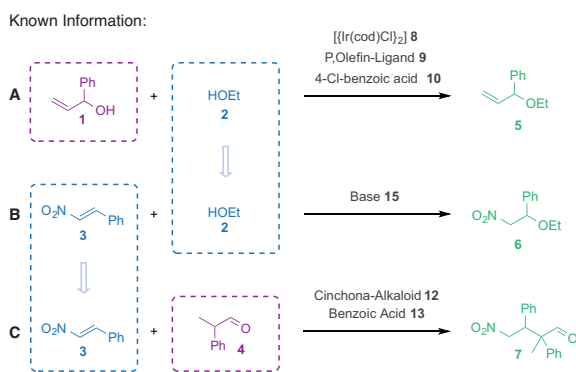 Known Information:
[{Ir(cod)Cl}₂] 8
P,Olefin-Ligand 9
4-Cl-benzoic acid 10
A
Ph
OH
1
+
HOEt
2
Ph
OEt
5
B
O₂N
Ph
3
+
HOEt
2
Base 15
Ph
O₂N
OEt
6
Cinchona-Alkaloid 12
Benzoic Acid 13
C
O₂N
Ph
3
+
O
Ph
4
Ph
O₂N
O
Ph
7